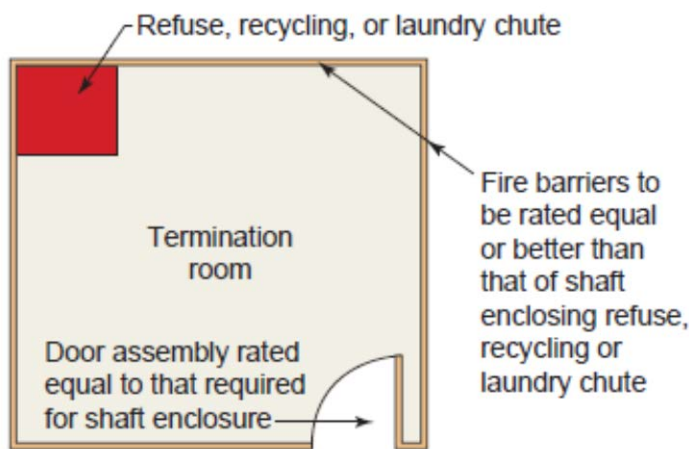 Refuse, recycling, or laundry chute
Fire barriers to
be rated equal
or better than
that of shaft
enclosing refuse,
recycling or
laundry chute
Termination
room
Door assembly rated
equal to that required
for shaft enclosure